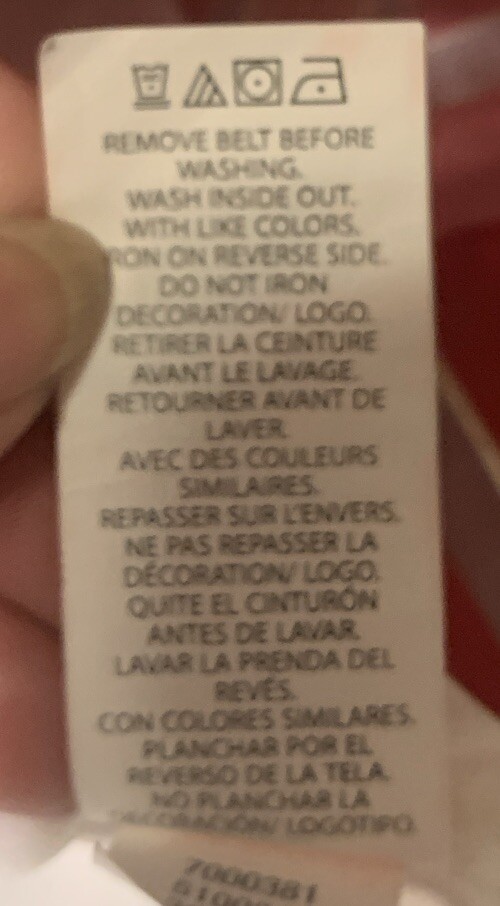 REMOVE BELT BEFORE
WASHING.
WASH INSIDE OUT.
WITH LIKE COLORS.
IRON ON REVERSE SIDE.
DO NOT IRON
DECORATION/ LOGO.
RETIRER LA CEINTURE
AVANT LE LAVAGE.
RETOURNER AVANT DE
LAVER.
AVEC DES COULEURS
SIMILAIRES.
REPASSER SUR L'ENVERS.
NE PAS REPASSER LA
DÉCORATION/ LOGO.
QUITE EL CINTURÓN
ANTES DE LAVAR.
LAVAR LA PRENDA DEL
REVÉS.
CON COLORES SIMILARES.
PLANCHAR POR EL
REVERSO DE LA TELA.
NO PLANCHAR LA
DECORACIÓN/ LOGOTIPO.
7000381